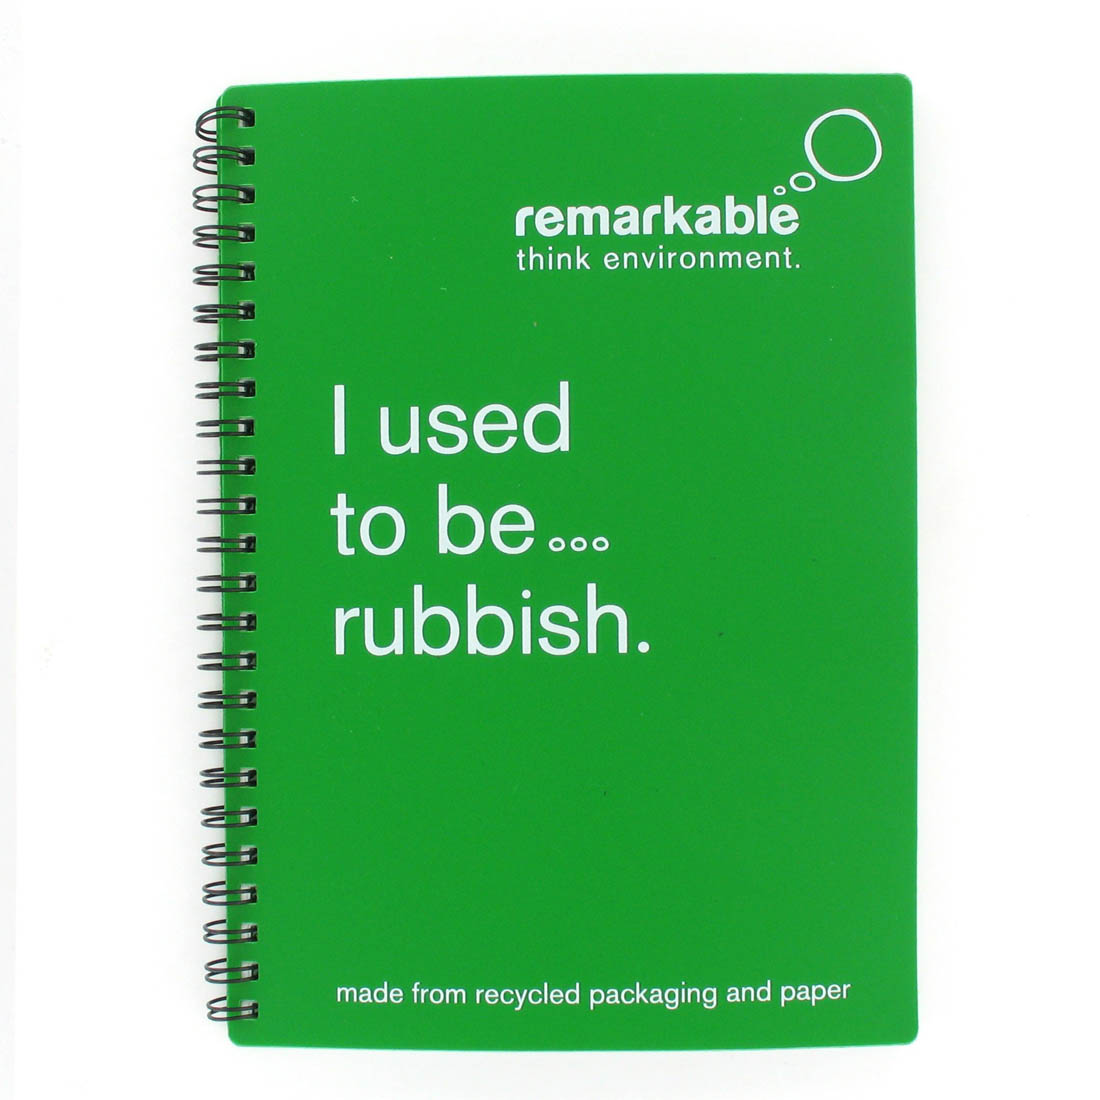 remarkable
think environment.
I used
to be...
rubbish.
made from recycled packaging and paper